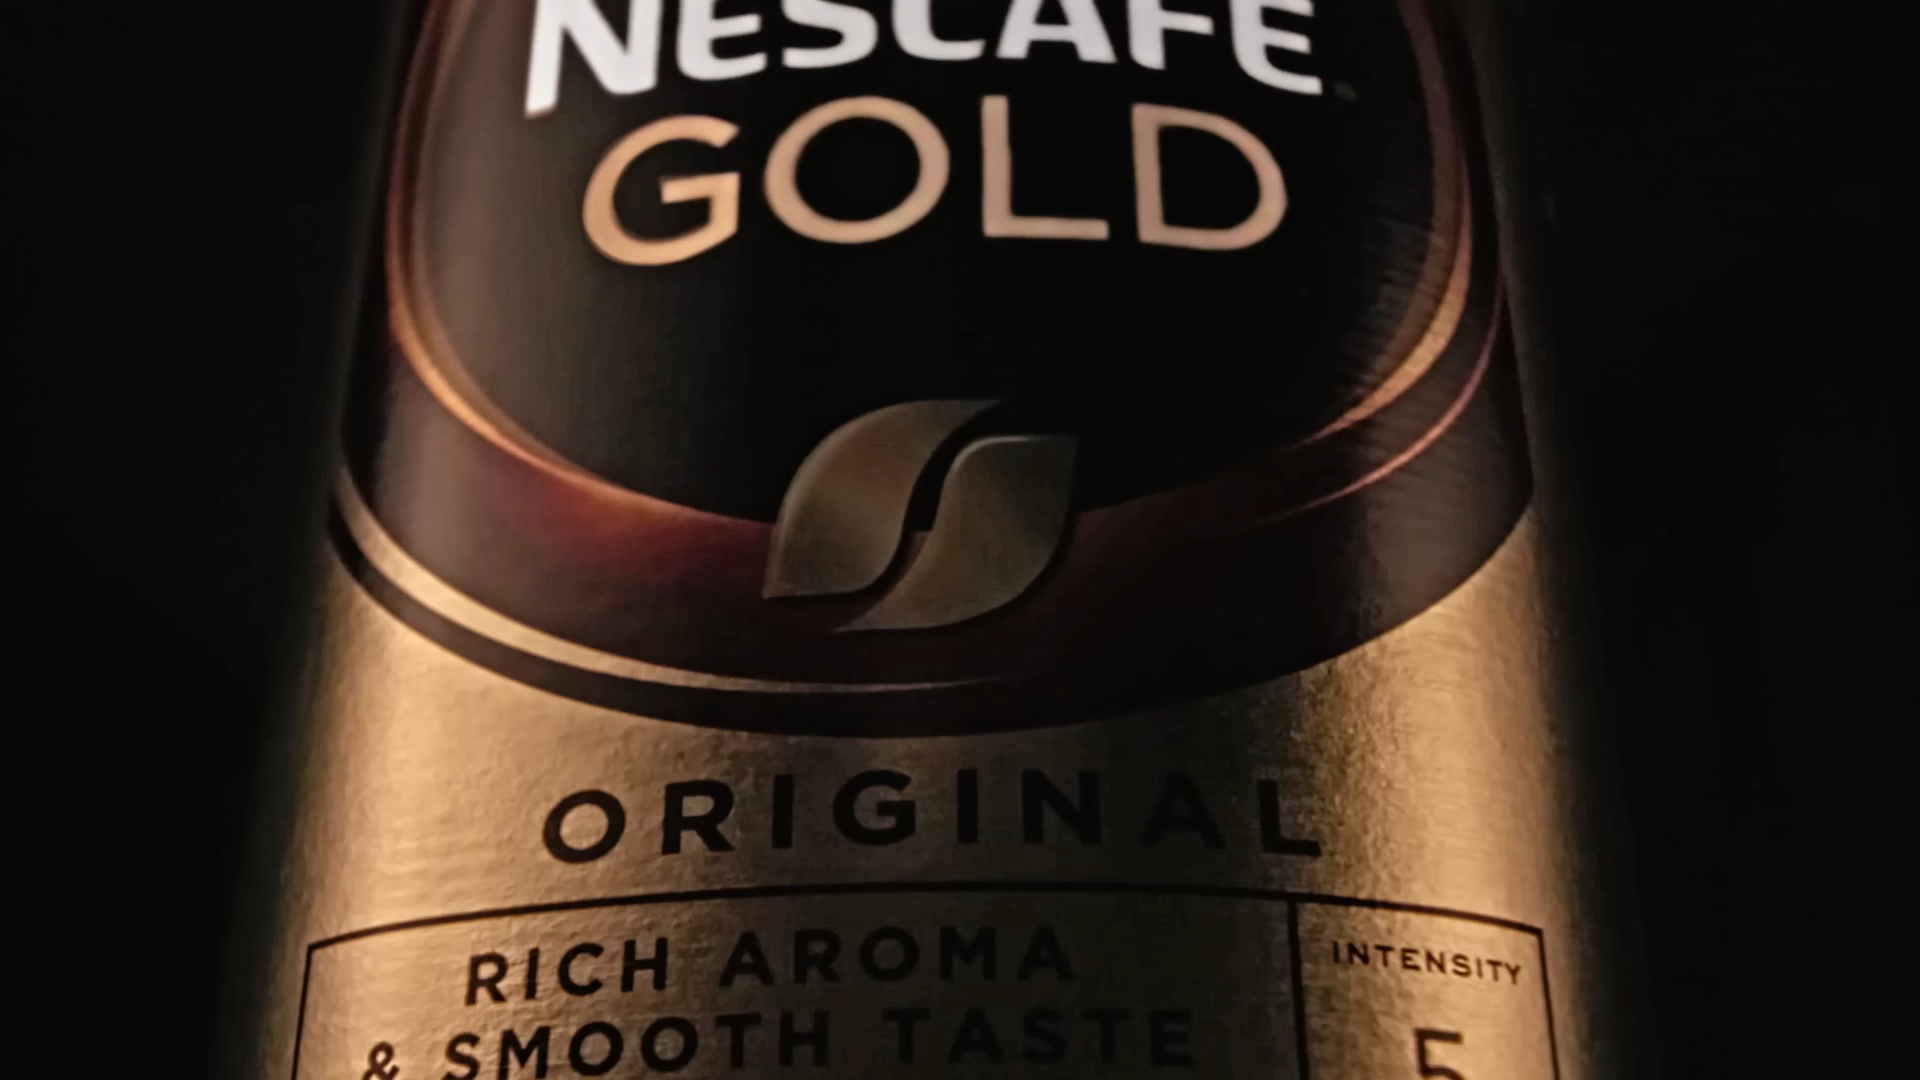 NESCAFÉ
GOLD
ORIGINAL
RICH AROMA
& SMOOTH TASTE
INTENSITY
5